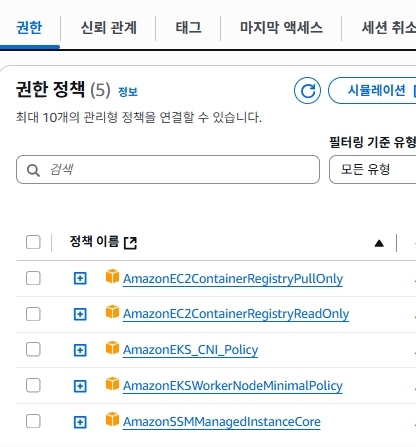 권한 신뢰 관계 태그 마지막 액세스 세션 취소
권한 정책 (5) 정보
시뮬레이션
최대 10개의 관리형 정책을 연결할 수 있습니다.
필터링 기준 유형
검색
모든 유형
정책 이름
AmazonEC2ContainerRegistryPullOnly
AmazonEC2ContainerRegistryReadOnly
AmazonEKS_CNI_Policy
AmazonEKSWorkerNodeMinimalPolicy
AmazonSSMManagedInstanceCore